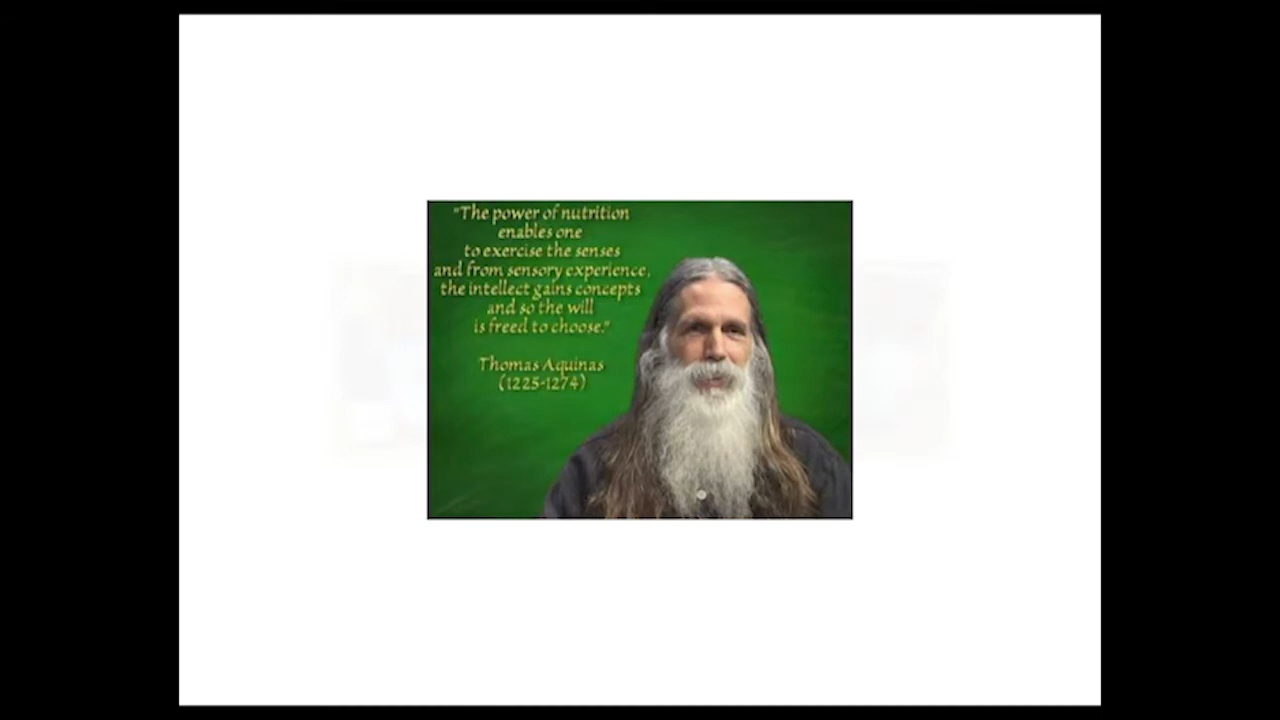 "The power of nutrition
enables one
to exercise the senses
and from sensory experience,
the intellect gains concepts
and so the will
is freed to choose."
Thomas Aquinas
(1225-1274)